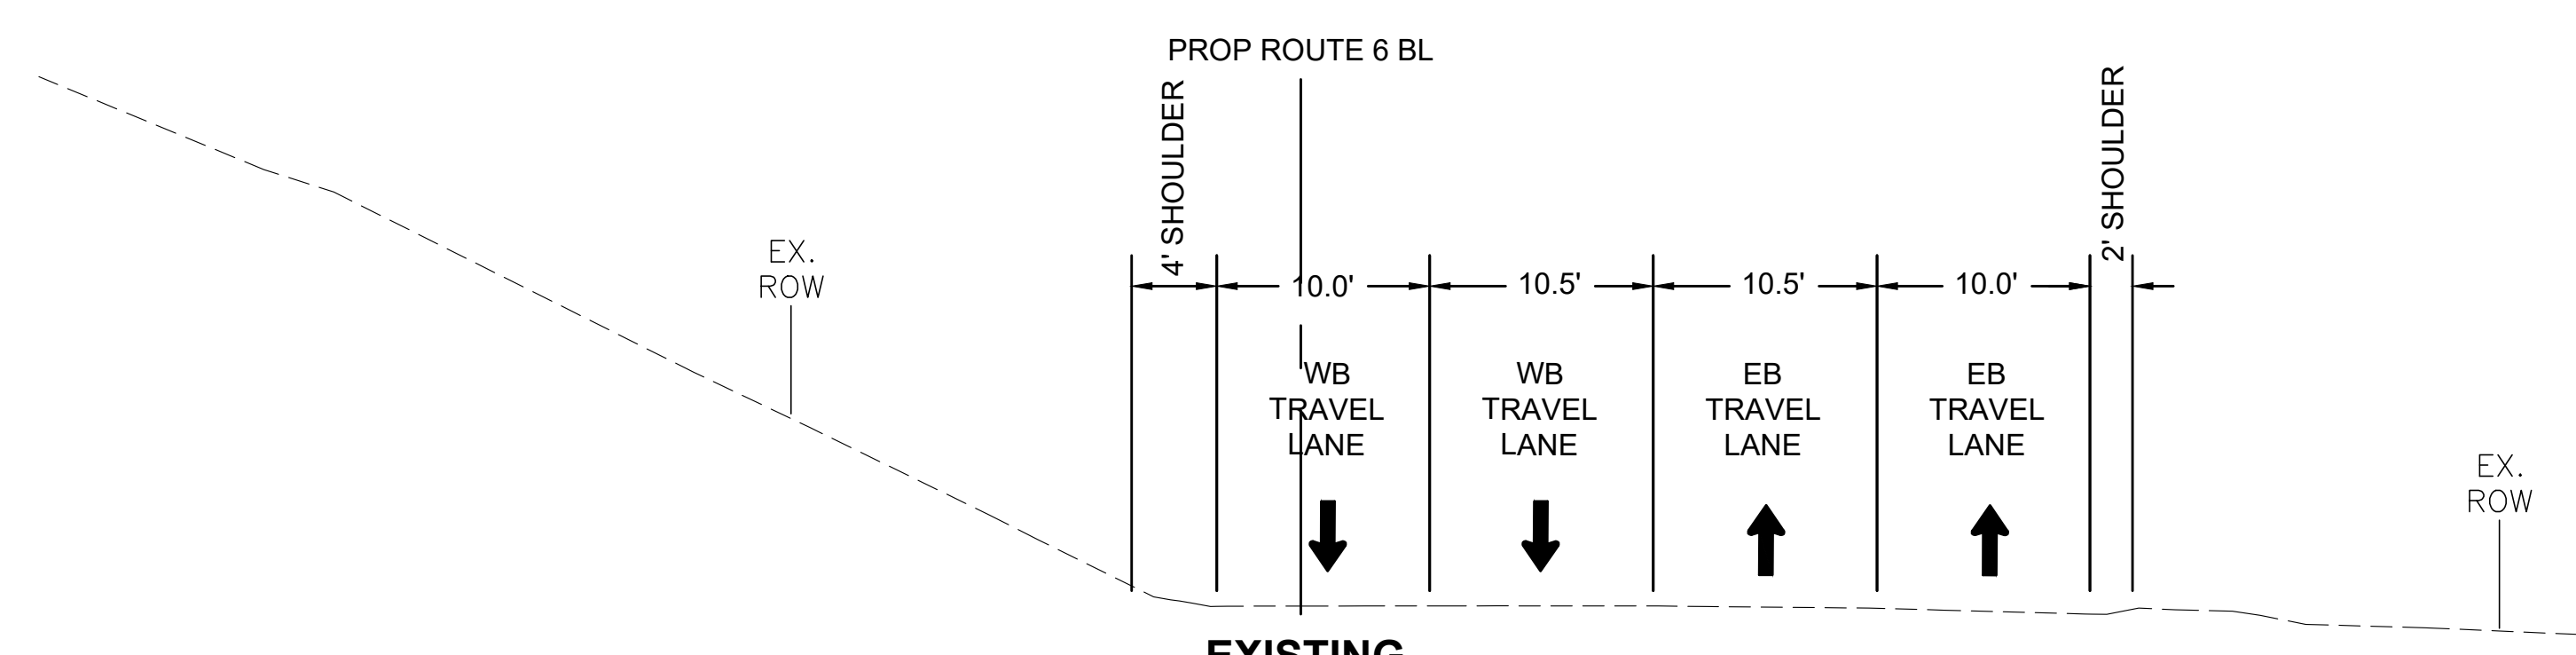 PROP ROUTE 6 BL
4' SHOULDER
2' SHOULDER
EX.
ROW
10.0'
10.5'
10.5'
10.0'
WB
TRAVEL
LANE
WB
TRAVEL
LANE
EB
TRAVEL
LANE
EB
TRAVEL
LANE
EX.
ROW
EXISTING